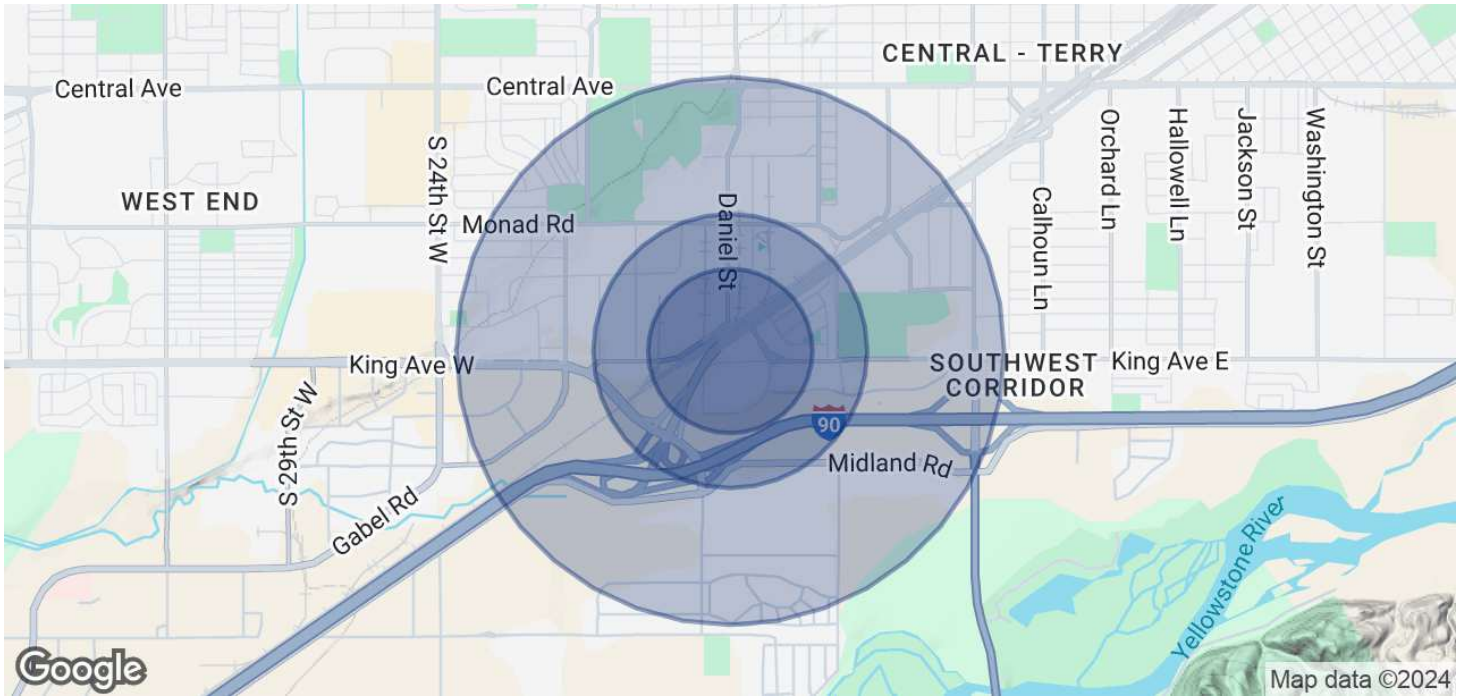 CENTRAL - TERRY
Central Ave
Central Ave
WEST END
S 24th St W
Monad Rd
Daniel St
Calhoun Ln
Orchard Ln
Hallowell Ln
Jackson St
Washington St
King Ave W
SOUTHWEST
CORRIDOR
King Ave E
S 29th St W
90
Midland Rd
Gabel Rd
Yellowstone River
Google
Map data ©2024